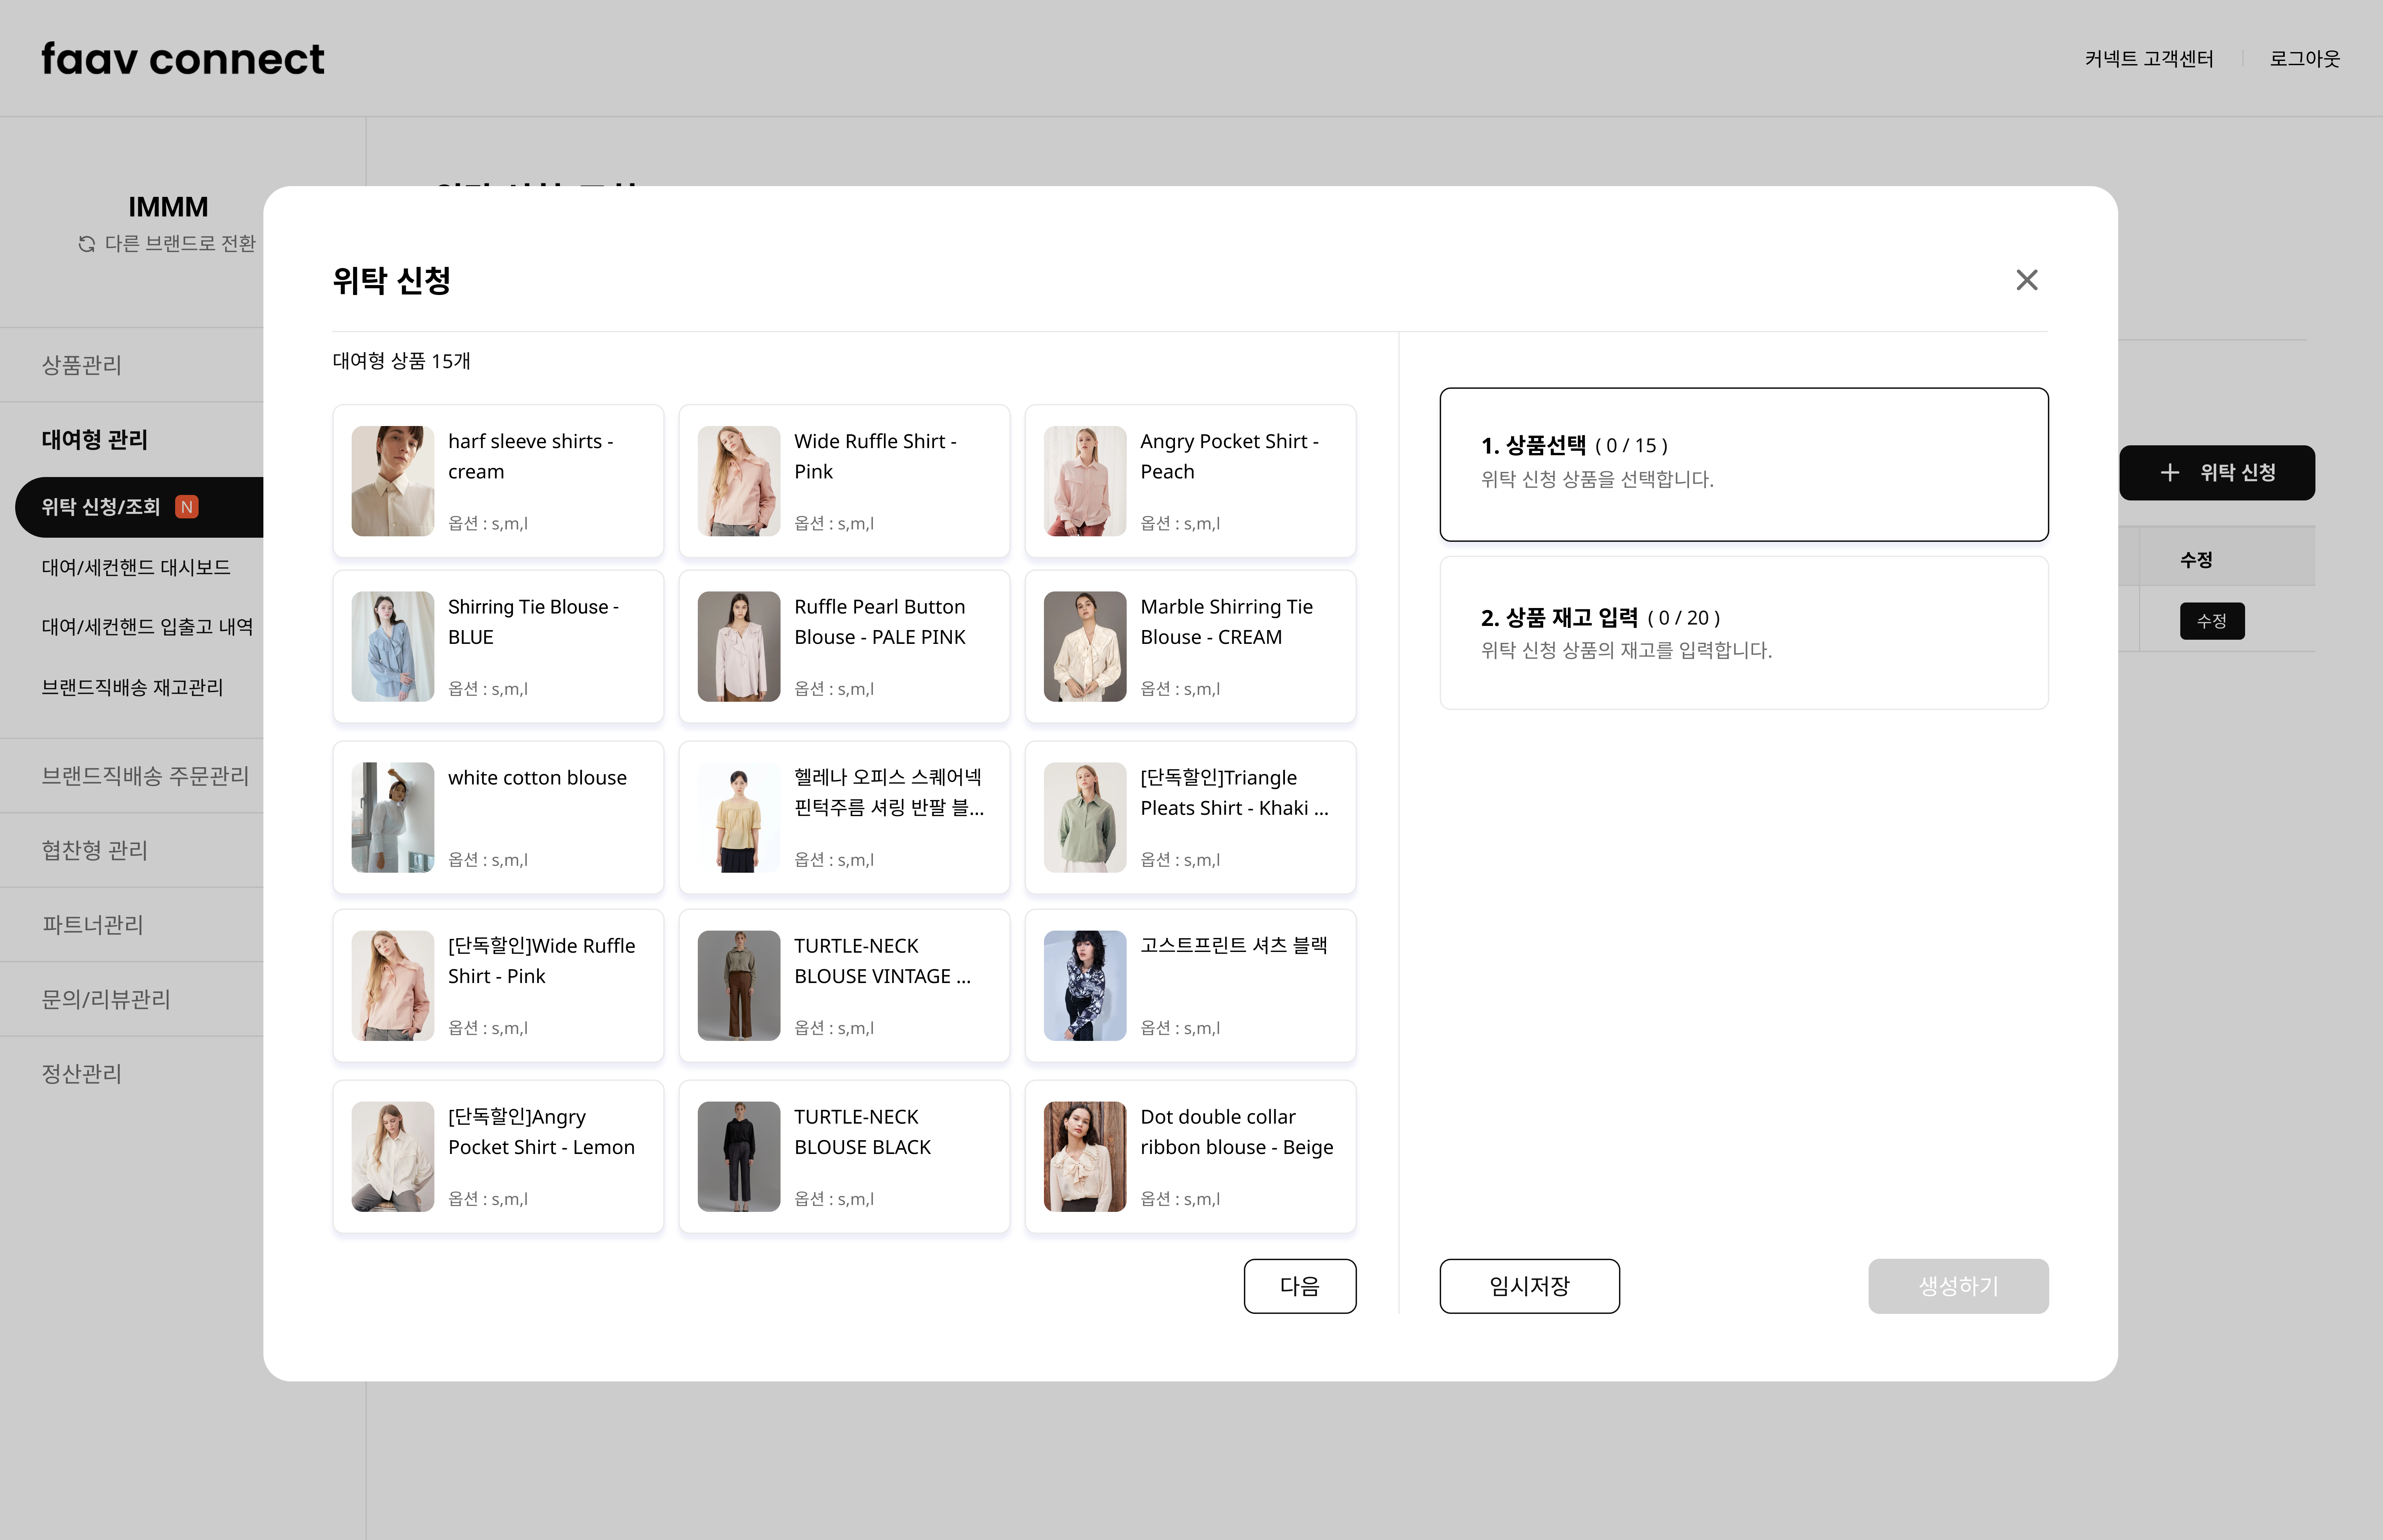 faav connect
커넥트 고객센터
로그아웃
IMMM
다른 브랜드로 전환
상품관리
대여형 관리
위탁 신청/조회 N
대여/세컨핸드 대시보드
대여/세컨핸드 입출고 내역
브랜드직배송 재고관리
브랜드직배송 주문관리
협찬형 관리
파트너관리
문의/리뷰관리
정산관리
위탁 신청
대여형 상품 15개
harf sleeve shirts -
cream
옵션 : s,m,l
Wide Ruffle Shirt -
Pink
옵션 : s,m,l
Angry Pocket Shirt -
Peach
옵션 : s,m,l
Shirring Tie Blouse -
BLUE
옵션 : s,m,l
Ruffle Pearl Button
Blouse - PALE PINK
옵션 : s,m,l
Marble Shirring Tie
Blouse - CREAM
옵션 : s,m,l
white cotton blouse
옵션 : s,m,l
헬레나 오피스 스퀘어넥
핀턱주름 셔링 반팔 블...
옵션 : s,m,l
[단독할인]Triangle
Pleats Shirt - Khaki ...
옵션 : s,m,l
[단독할인]Wide Ruffle
Shirt - Pink
옵션 : s,m,l
TURTLE-NECK
BLOUSE VINTAGE ...
옵션 : s,m,l
고스트프린트 셔츠 블랙
옵션 : s,m,l
[단독할인]Angry
Pocket Shirt - Lemon
옵션 : s,m,l
TURTLE-NECK
BLOUSE BLACK
옵션 : s,m,l
Dot double collar
ribbon blouse - Beige
옵션 : s,m,l
다음
1. 상품선택 ( 0 / 15 )
위탁 신청 상품을 선택합니다.
2. 상품 재고 입력 ( 0 / 20 )
위탁 신청 상품의 재고를 입력합니다.
임시저장
생성하기
위탁 신청
수정
수정